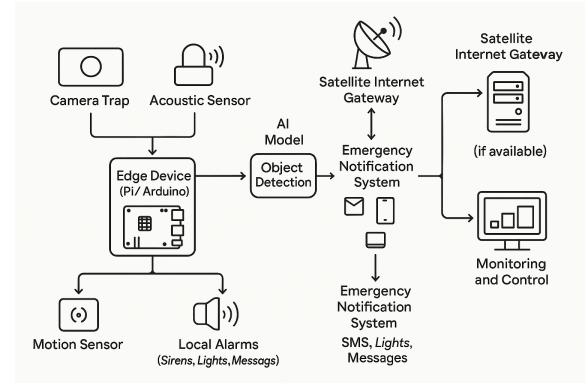 Camera Trap
Acoustic Sensor
Satellite Internet
Gateway
Satellite
Internet Gatevay
(if available)
AI
Model
Edge Device
(Pi/ Arduino)
Object
Detection
Emergency
Notification
System
Monitoring
and Control
Motion Sensor
Local Alarms
(Sirens, Lights, Messags)
Emergency
Notification
System
SMS, Lights,
Messages